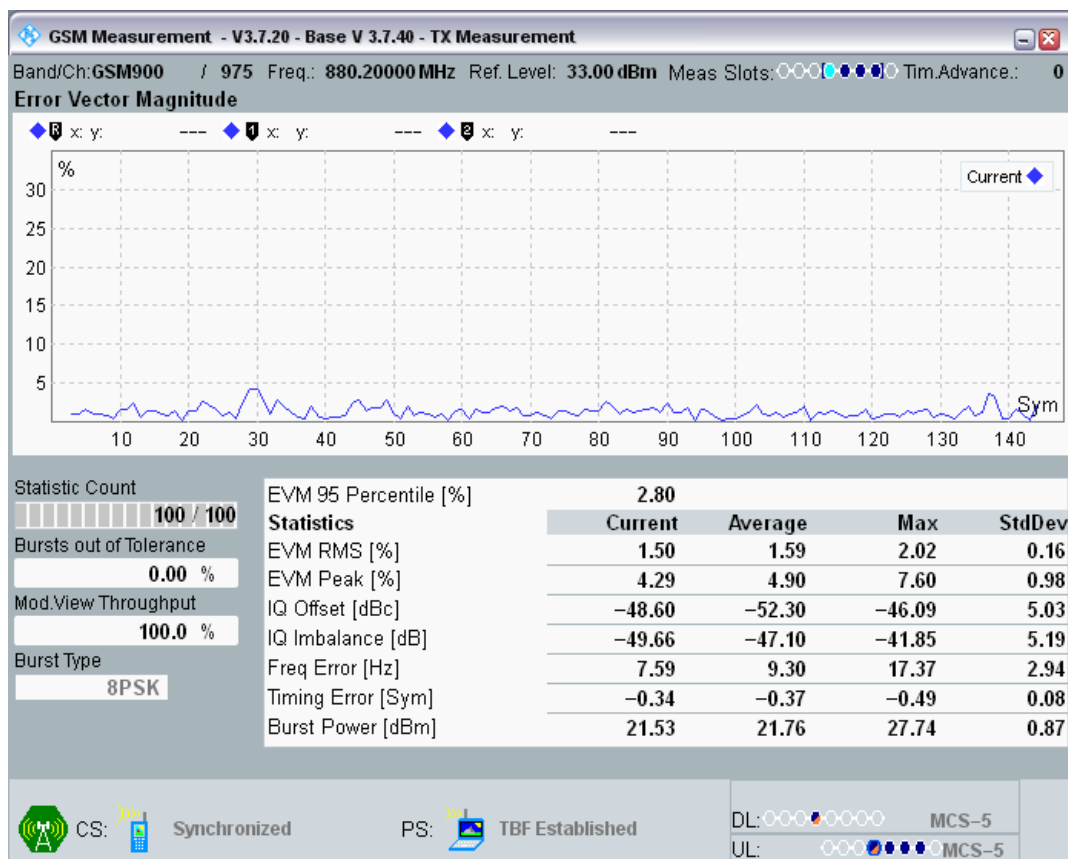 GSM Measurement - V3.7.20 - Base V 3.7.40 - TX Measurement
Band/Ch:GSM900 / 975 Freq.: 880.20000 MHz Ref. Level: 33.00 dBm Meas Slots: Tim.Advance.: 0
Error Vector Magnitude
R x: y: --- 1 x: y: --- 2 x: y: ---
%
Current
30
25
20
15
10
5
Sym
10 20 30 40 50 60 70 80 90 100 110 120 130 140
Statistic Count
100 / 100
Bursts out of Tolerance
0.00 %
Mod.View Throughput
100.0 %
Burst Type
8PSK
EVM 95 Percentile [%] 2.80
Statistics Current Average Max StdDev
EVM RMS [%] 1.50 1.59 2.02 0.16
EVM Peak [%] 4.29 4.90 7.60 0.98
IQ Offset [dBc] −48.60 −52.30 −46.09 5.03
IQ Imbalance [dB] −49.66 −47.10 −41.85 5.19
Freq Error [Hz] 7.59 9.30 17.37 2.94
Timing Error [Sym] −0.34 −0.37 −0.49 0.08
Burst Power [dBm] 21.53 21.76 27.74 0.87
CS: Synchronized PS: TBF Established
DL: MCS−5
UL: MCS−5